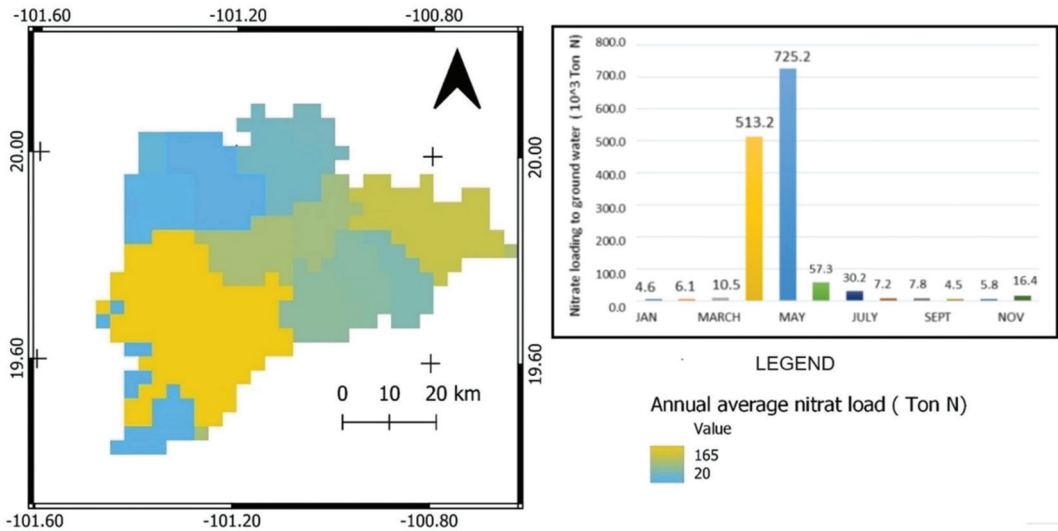 -101.60 -101.20 -100.80
20.00
20.00
19.60
19.60
0 10 20 km
-101.60 -101.20 -100.80
Nitrate loading to ground water ( 10^3 Ton N)
800.0
700.0
600.0
500.0
400.0
300.0
200.0
100.0
0.0
4.6 6.1 10.5 513.2 725.2 57.3 30.2 7.2 7.8 4.5 5.8 16.4
JAN MARCH MAY JULY SEPT NOV
LEGEND
Annual average nitrat load ( Ton N)
Value
165
20